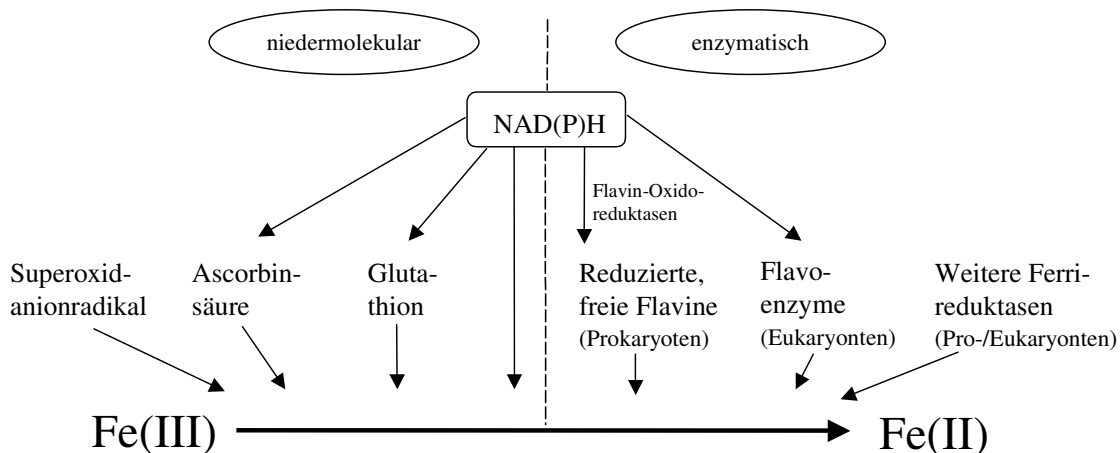 niedermolekular
enzymatisch
NAD(P)H
Flavin-Oxido-
reduktasen
Superoxid-
anionradikal
Ascorbin-
säure
Gluta-
thion
Reduzierte,
freie Flavine
(Prokaryoten)
Flavo-
enzyme
(Eukaryonten)
Weitere Ferri-
reduktasen
(Pro-/Eukaryonten)
Fe(III)
Fe(II)